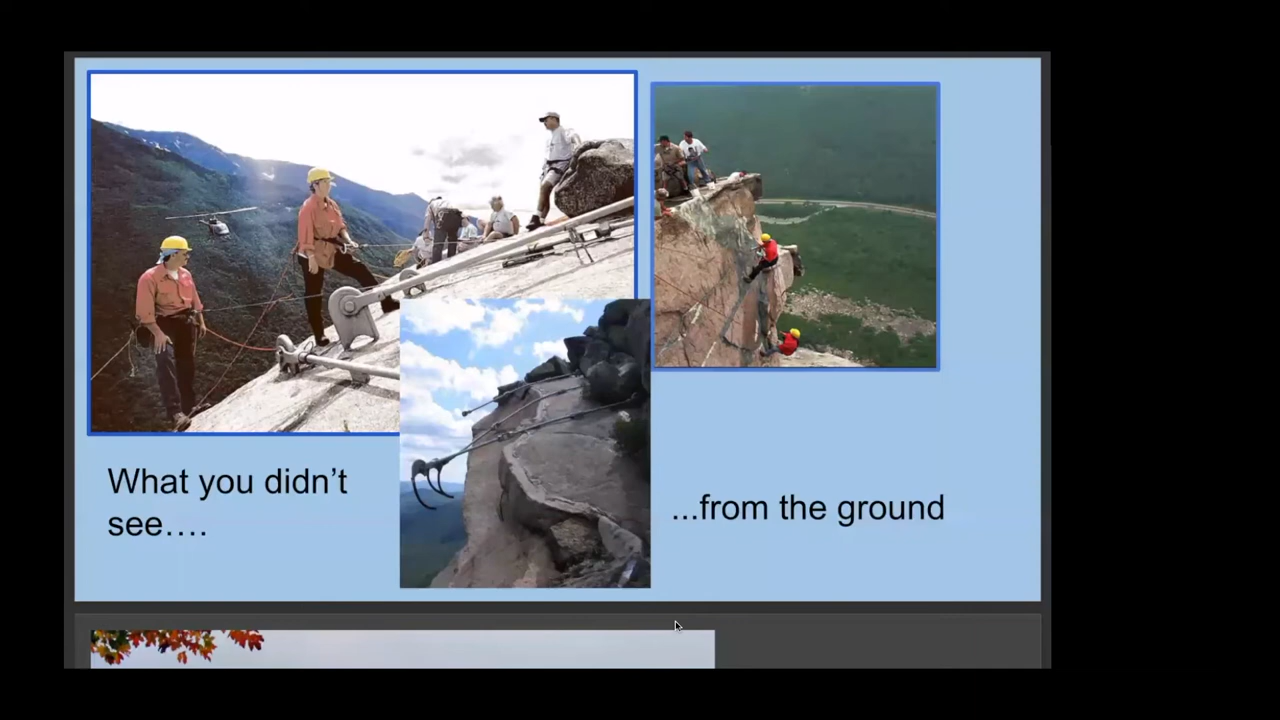 What you didn’t
see….
...from the ground